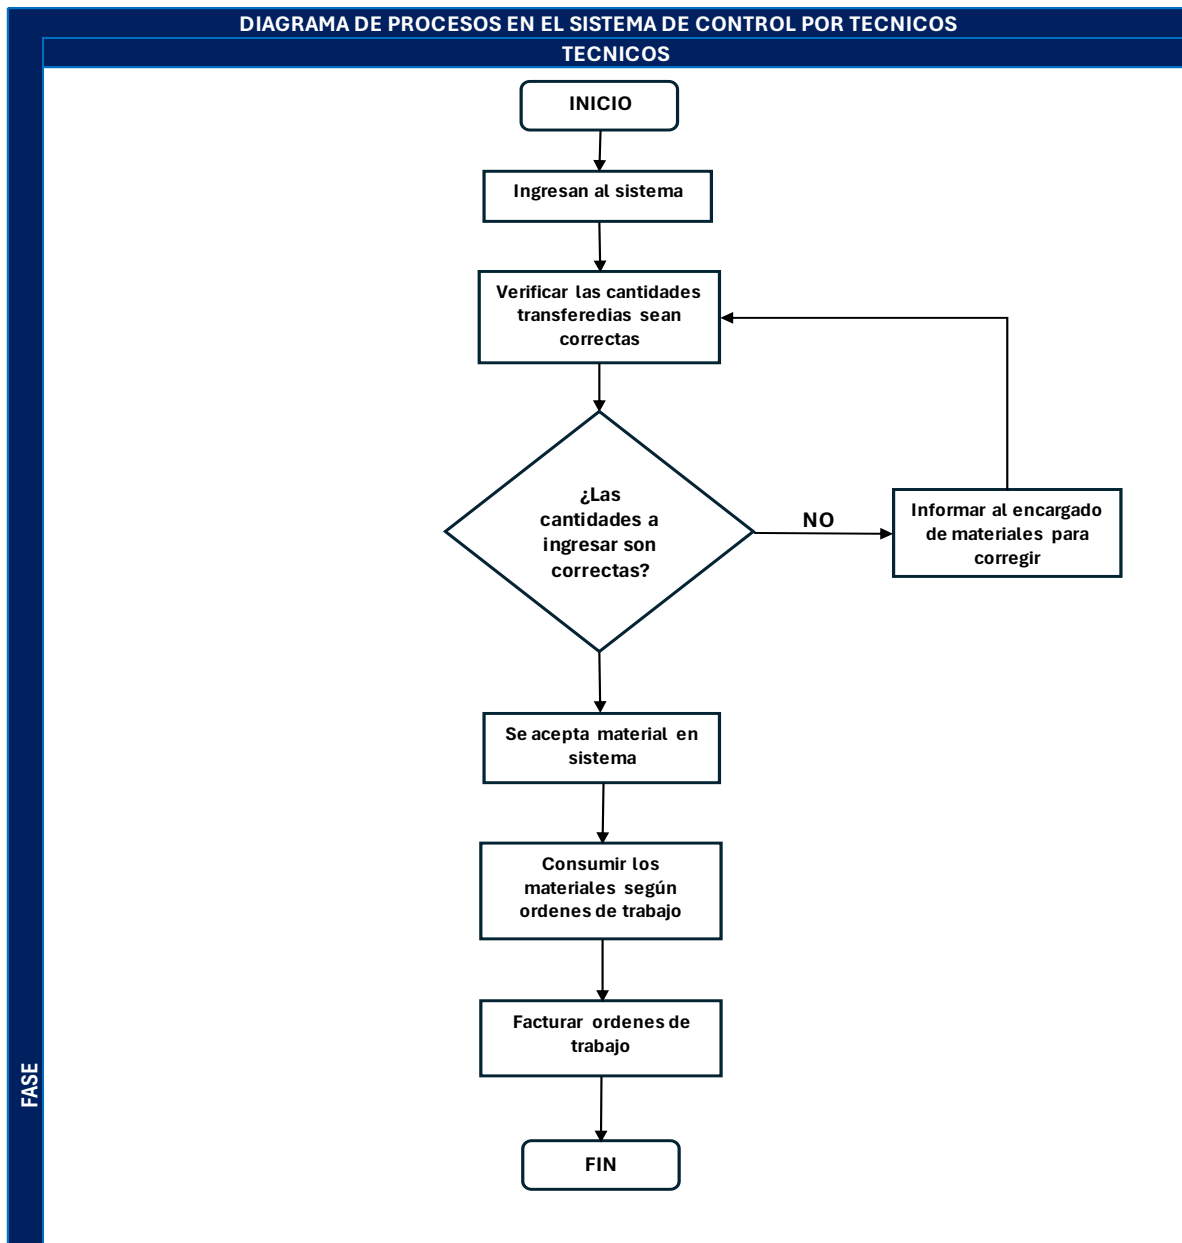 DIAGRAMA DE PROCESOS EN EL SISTEMA DE CONTROL POR TECNICOS
TECNICOS
INICIO
Ingresan al sistema
Verificar las cantidades
transferedias sean
correctas
¿Las
cantidades a
ingresar son
correctas?
NO
Informar al encargado
de materiales para
corregir
Se acepta material en
sistema
Consumir los
materiales según
ordenes de trabajo
Facturar ordenes de
trabajo
FASE
FIN